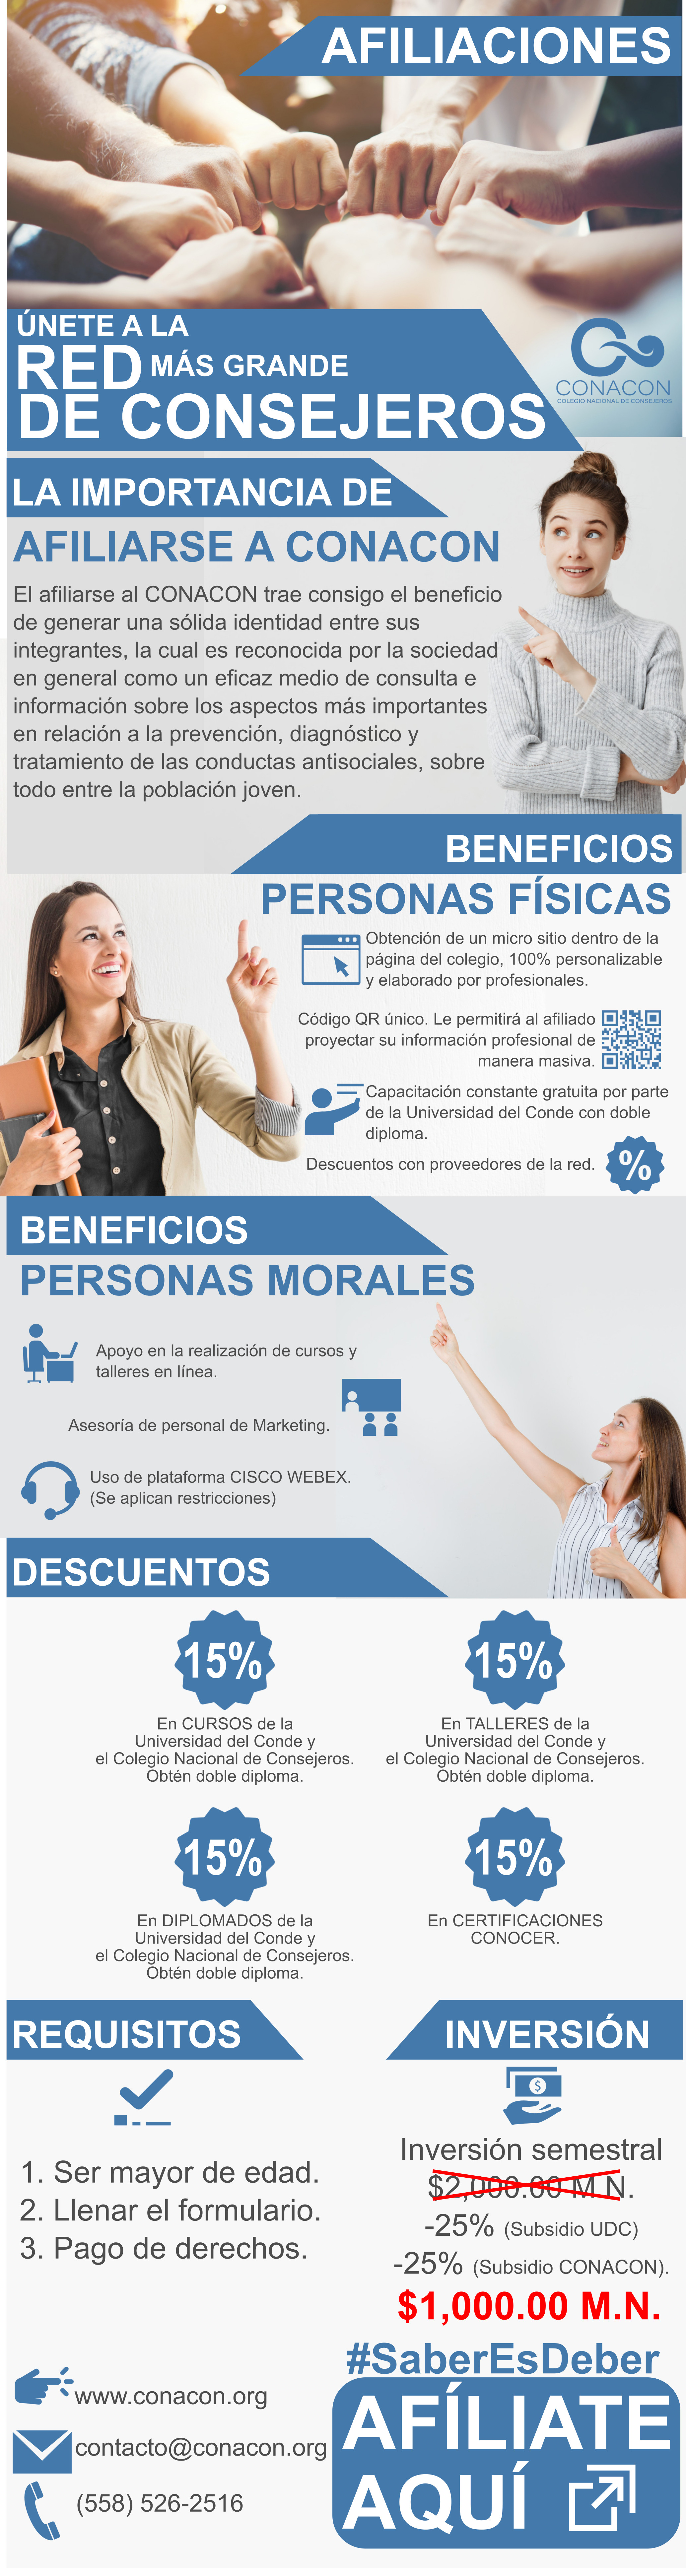 AFILIACIONES
ÚNETE A LA
RED MÁS GRANDE
DE CONSEJEROS
CONACON
COLEGIO NACIONAL DE CONSEJEROS
LA IMPORTANCIA DE
AFILIARSE A CONACON
El afiliarse al CONACON trae consigo el beneficio
de generar una sólida identidad entre sus
integrantes, la cual es reconocida por la sociedad
en general como un eficaz medio de consulta e
información sobre los aspectos más importantes
en relación a la prevención, diagnóstico y
tratamiento de las conductas antisociales, sobre
todo entre la población joven.
BENEFICIOS
PERSONAS FÍSICAS
Obtención de un micro sitio dentro de la
página del colegio, 100% personalizable
y elaborado por profesionales.
Código QR único. Le permitirá al afiliado
proyectar su información profesional de
manera masiva.
Capacitación constante gratuita por parte
de la Universidad del Conde con doble
diploma.
Descuentos con proveedores de la red.
%
BENEFICIOS
PERSONAS MORALES
Apoyo en la realización de cursos y
talleres en línea.
Asesoría de personal de Marketing.
Uso de plataforma CISCO WEBEX.
(Se aplican restricciones)
DESCUENTOS
15%
En CURSOS de la
Universidad del Conde y
el Colegio Nacional de Consejeros.
Obtén doble diploma.
15%
En TALLERES de la
Universidad del Conde y
el Colegio Nacional de Consejeros.
Obtén doble diploma.
15%
En DIPLOMADOS de la
Universidad del Conde y
el Colegio Nacional de Consejeros.
Obtén doble diploma.
15%
En CERTIFICACIONES
CONOCER.
REQUISITOS
1. Ser mayor de edad.
2. Llenar el formulario.
3. Pago de derechos.
INVERSIÓN
$
Inversión semestral
$2,000.00 M.N.
-25% (Subsidio UDC)
-25% (Subsidio CONACON).
$1,000.00 M.N.
#SaberEsDeber
www.conacon.org
contacto@conacon.org
(558) 526-2516
AFÍLIATE
AQUÍ